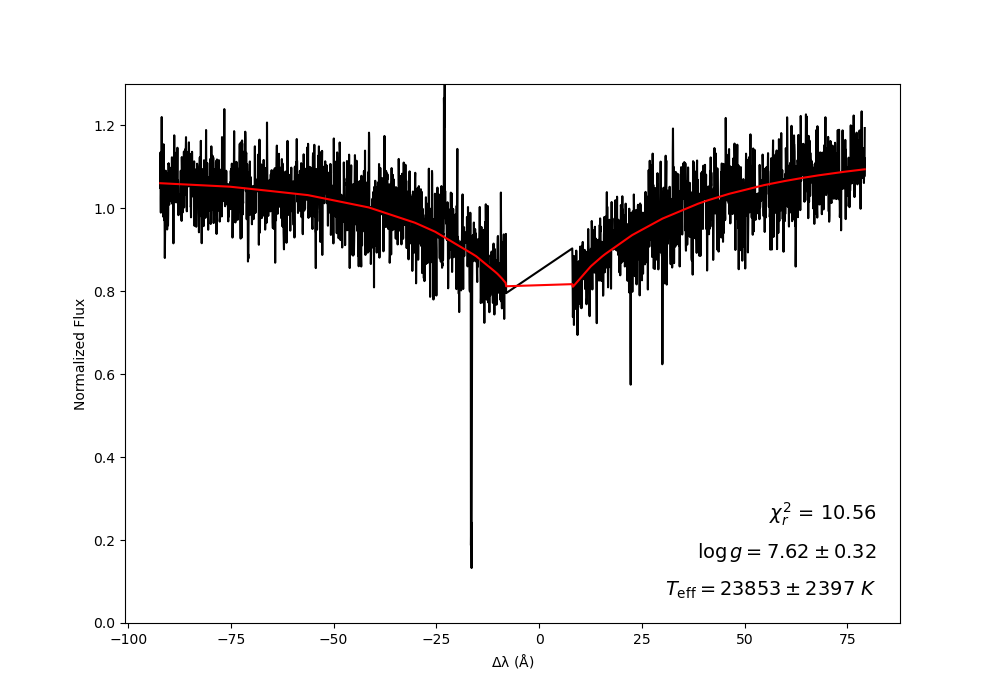 1.2
1.0
0.8
0.6
0.4
0.2
0.0
Normalized Flux
χ²ᵣ = 10.56
log g = 7.62 ± 0.32
T_eff = 23853 ± 2397 K
−100 −75 −50 −25 0 25 50 75
Δλ (Å)